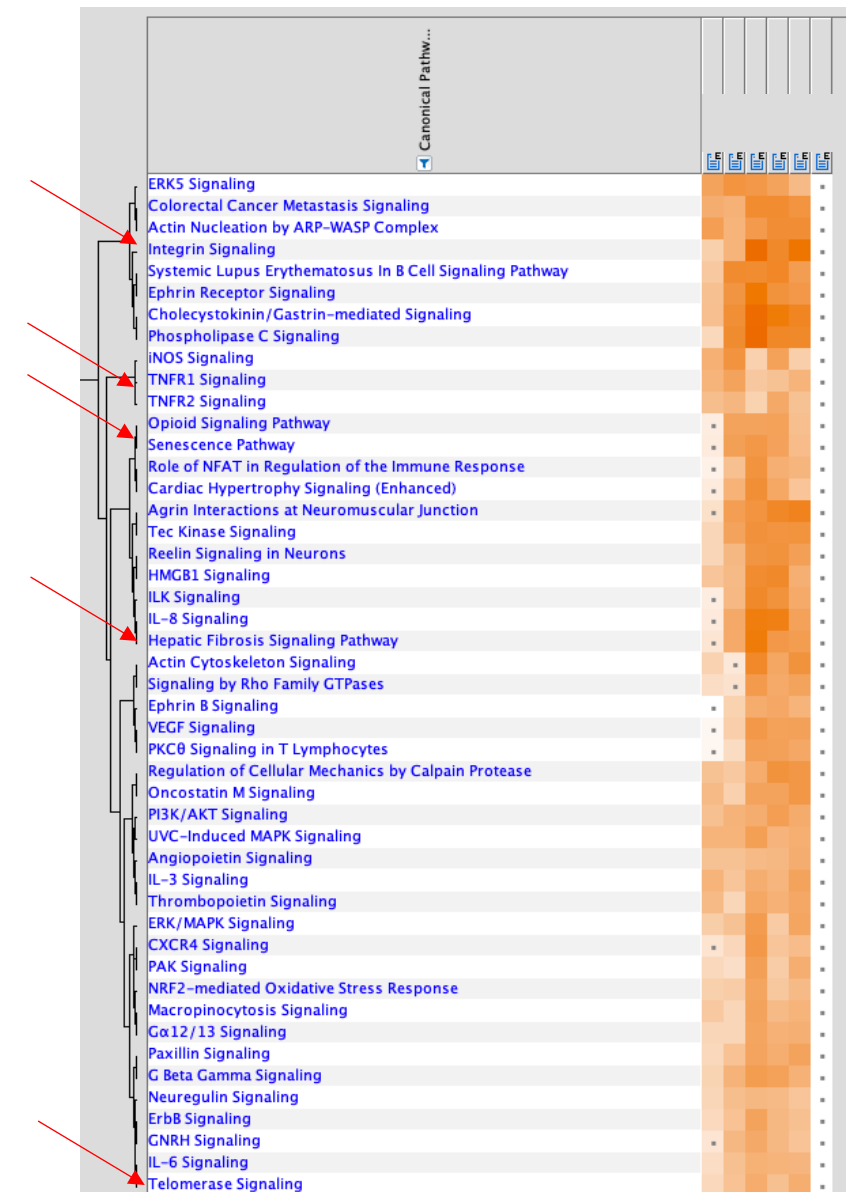 Canonical Pathw...
E E E E E E
ERK5 Signaling
Colorectal Cancer Metastasis Signaling
Actin Nucleation by ARP-WASP Complex
Integrin Signaling
Systemic Lupus Erythematosus In B Cell Signaling Pathway
Ephrin Receptor Signaling
Cholecystokinin/Gastrin-mediated Signaling
Phospholipase C Signaling
iNOS Signaling
TNFR1 Signaling
TNFR2 Signaling
Opioid Signaling Pathway
Senescence Pathway
Role of NFAT in Regulation of the Immune Response
Cardiac Hypertrophy Signaling (Enhanced)
Agrin Interactions at Neuromuscular Junction
Tec Kinase Signaling
Reelin Signaling in Neurons
HMGB1 Signaling
ILK Signaling
IL-8 Signaling
Hepatic Fibrosis Signaling Pathway
Actin Cytoskeleton Signaling
Signaling by Rho Family GTPases
Ephrin B Signaling
VEGF Signaling
PKCθ Signaling in T Lymphocytes
Regulation of Cellular Mechanics by Calpain Protease
Oncostatin M Signaling
PI3K/AKT Signaling
UVC-Induced MAPK Signaling
Angiopoietin Signaling
IL-3 Signaling
Thrombopoietin Signaling
ERK/MAPK Signaling
CXCR4 Signaling
PAK Signaling
NRF2-mediated Oxidative Stress Response
Macropinocytosis Signaling
Gα12/13 Signaling
Paxillin Signaling
G Beta Gamma Signaling
Neuregulin Signaling
ErbB Signaling
GNRH Signaling
IL-6 Signaling
Telomerase Signaling